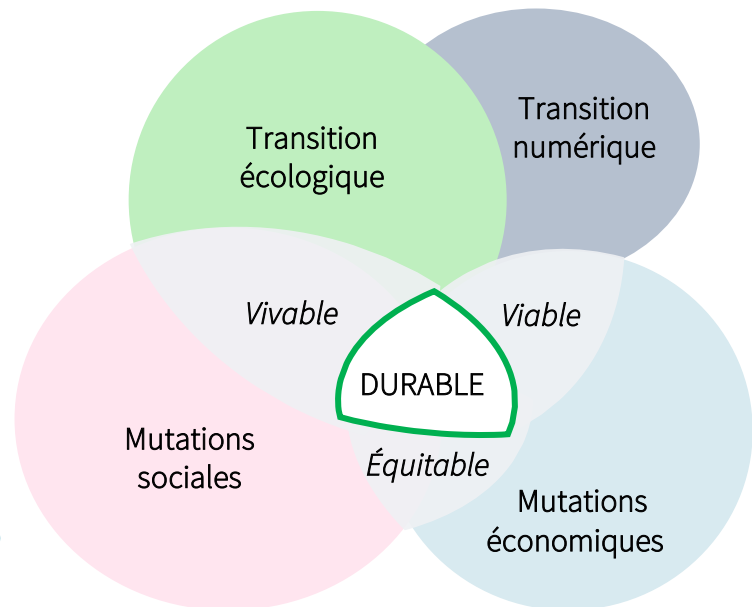 Transition
écologique
Transition
numérique
Vivable
Viable
DURABLE
Mutations
sociales
Équitable
Mutations
économiques